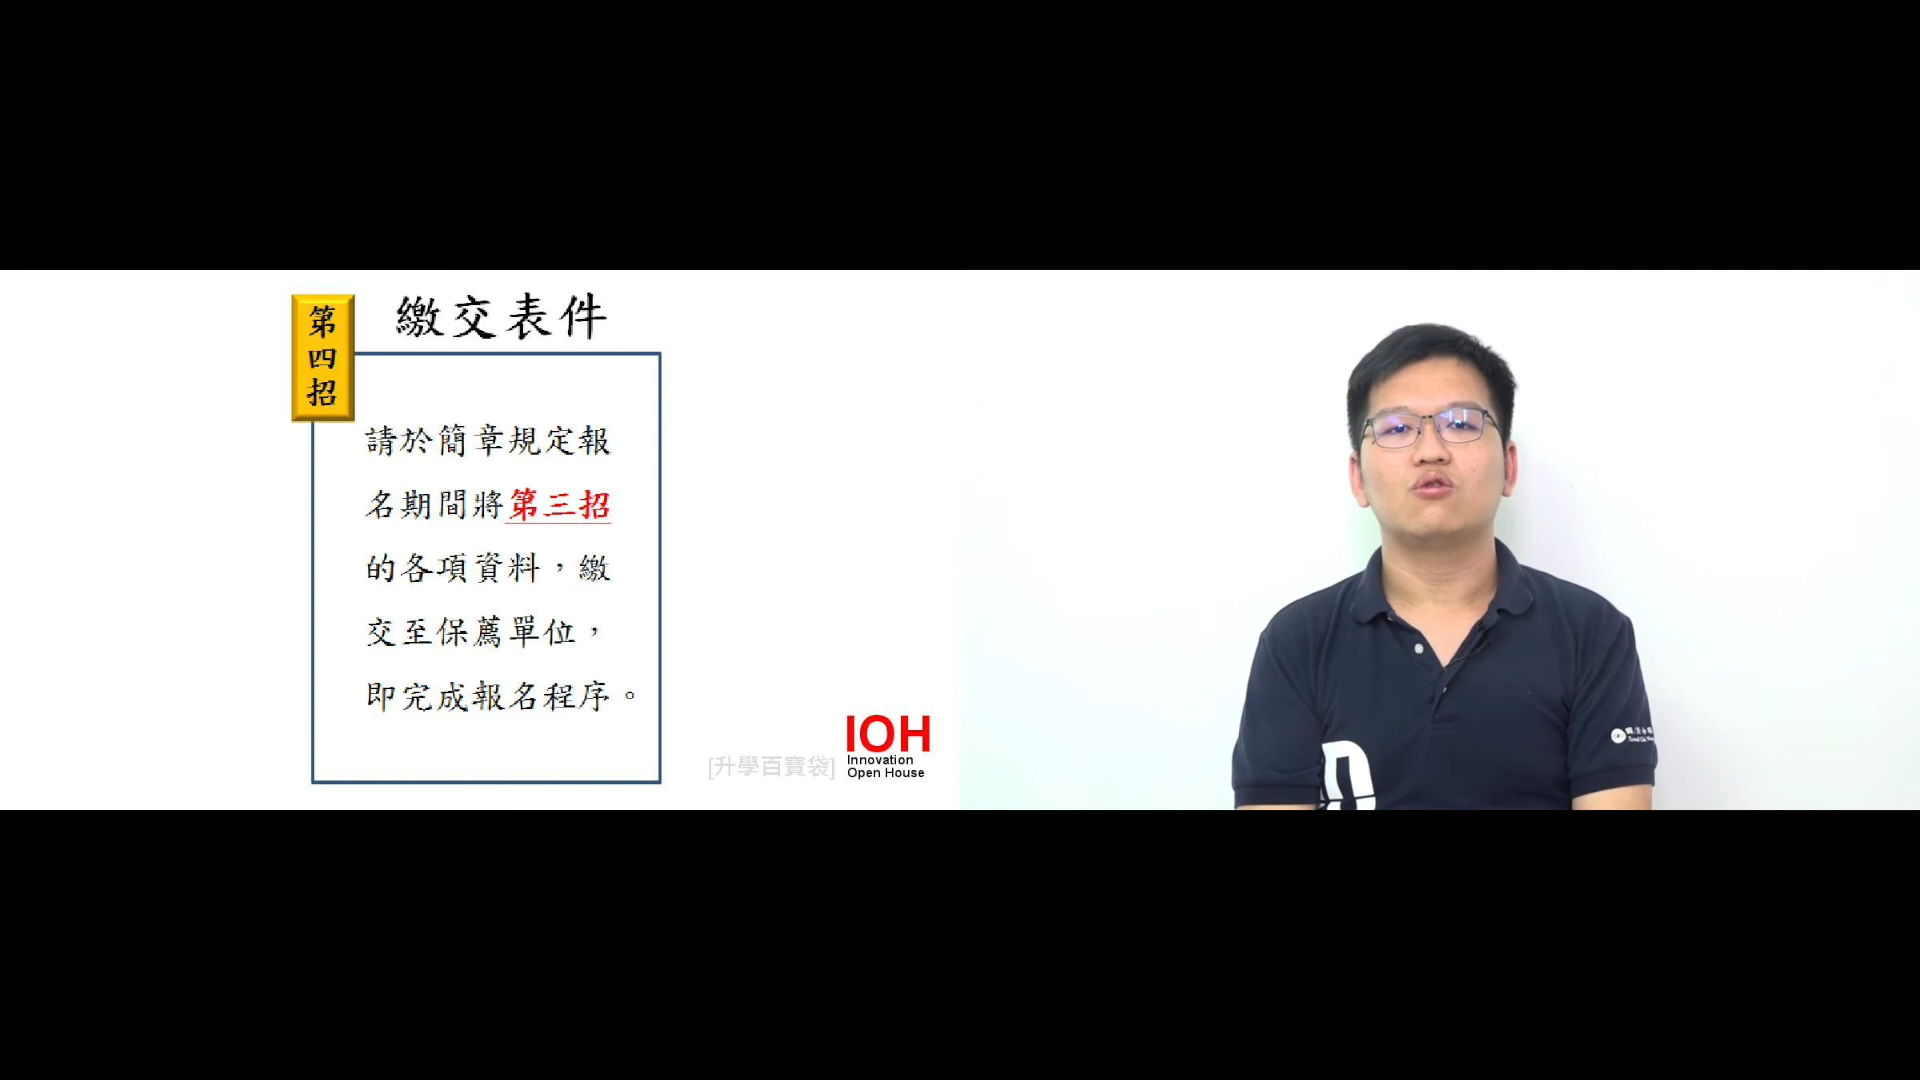 第四招
繳交表件
請於簡章規定報
名期間將第三招
的各項資料，繳
交至保薦單位，
即完成報名程序。
[升學百寶袋]
IOH
Innovation
Open House